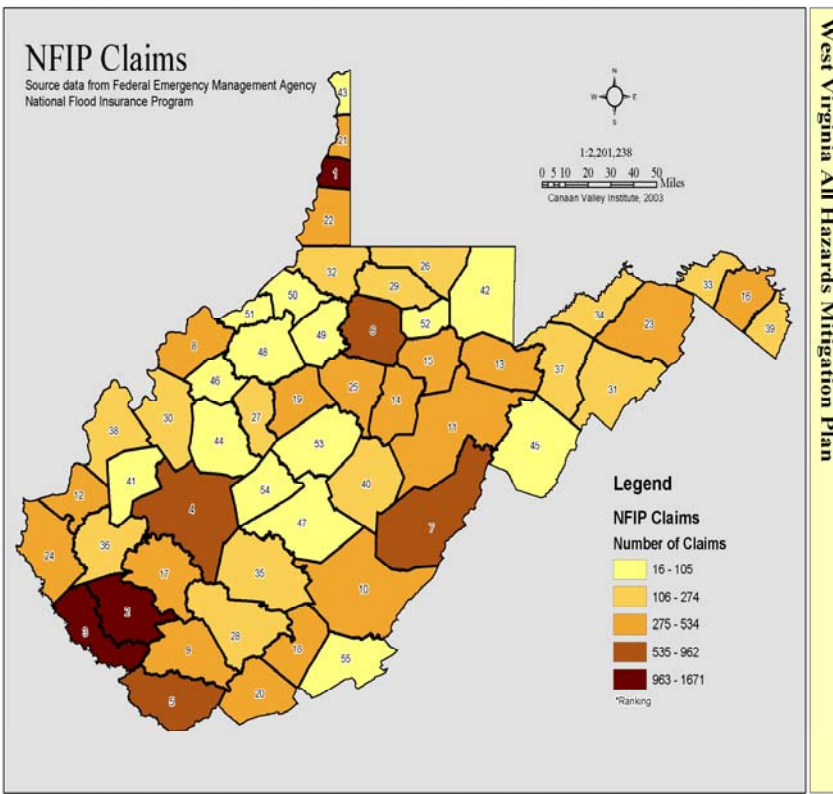 NFIP Claims
Source data from Federal Emergency Management Agency
National Flood Insurance Program
N
W E
S
1:2,201,238
0 5 10 20 30 40 50
Miles
Canaan Valley Institute, 2003
43
21
1
22
32
26
29
42
50
51
49
6
52
48
8
46
15
13
34
23
33
16
39
37
31
45
38
30
27
19
25
14
11
44
53
41
4
54
40
47
7
12
24
36
17
35
10
3
2
9
28
18
55
5
20
Legend
NFIP Claims
Number of Claims
16 - 105
106 - 274
275 - 534
535 - 962
963 - 1671
*Ranking
West Virginia All Hazards Mitigation Plan